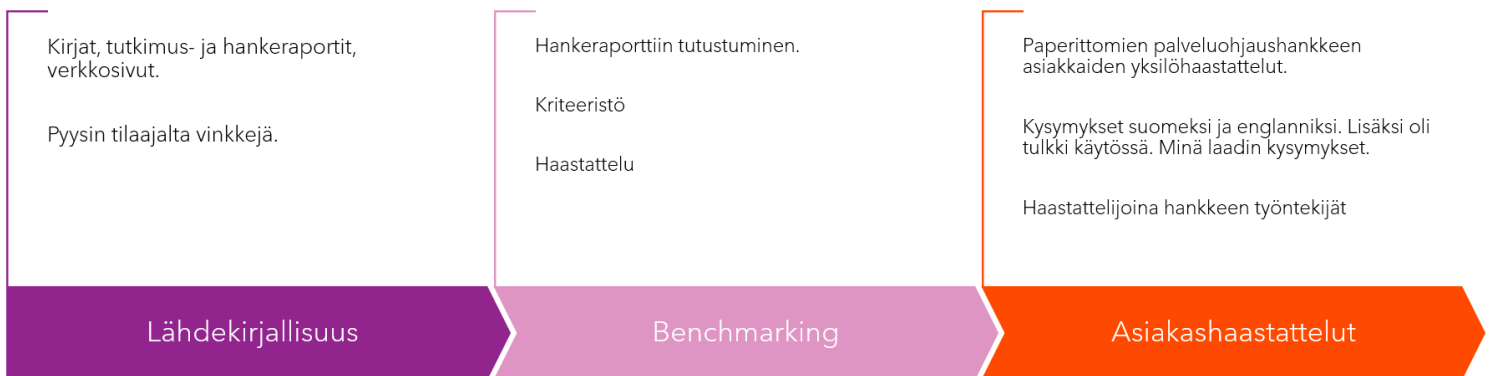 Kirjat, tutkimus- ja hankeraportit,
verkkosivut.
Pyysin tilaajalta vinkkejä.
Lähdekirjallisuus
Hankeraporttiin tutustuminen.
Kriteeristö
Haastattelu
Benchmarking
Paperittomien palveluohjaushankkeen
asiakkaiden yksilöhaastattelut.
Kysymykset suomeksi ja englanniksi. Lisäksi oli
tulkki käytössä. Minä laadin kysymykset.
Haastattelijoina hankkeen työntekijät
Asiakashaastattelut